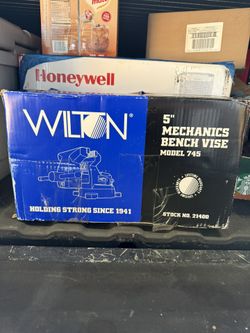 Honeywell
WILTON
5"
MECHANICS
BENCH VISE
MODEL 745
HOLDING STRONG SINCE 1941
STOCK NO. 21400